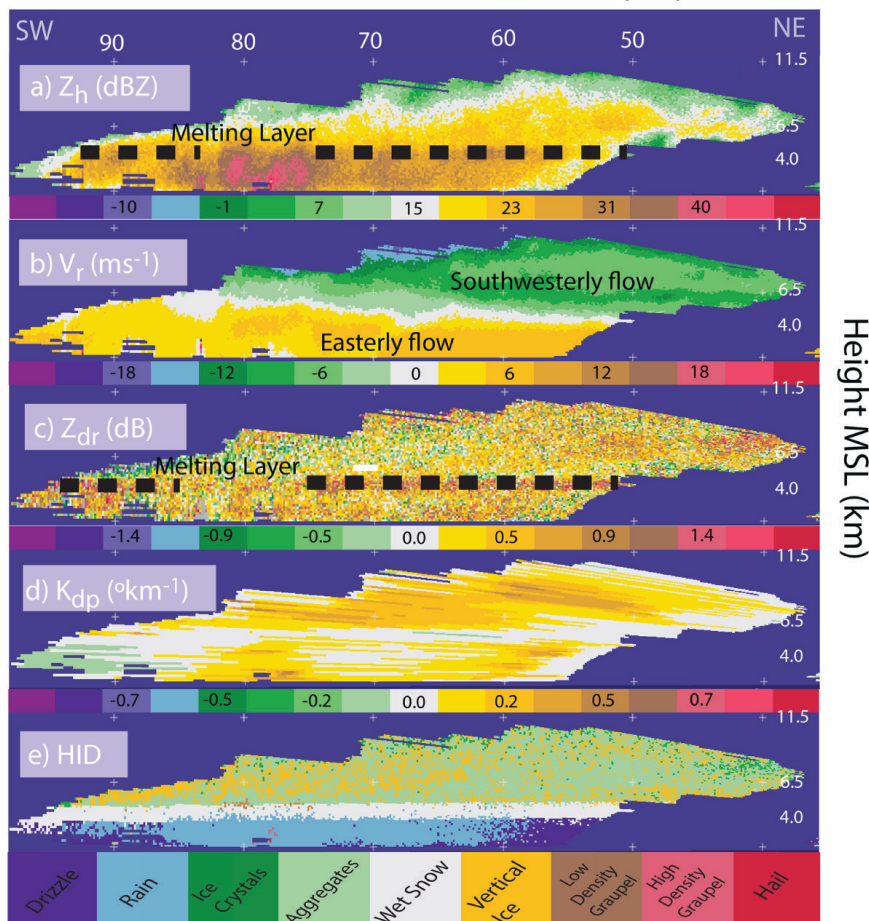 SW NE
90 80 70 60 50
11.5
a) Zh (dBZ)
Melting Layer
6.5
4.0
-10 -1 7 15 23 31 40
11.5
b) Vr (ms-1)
Southwesterly flow
6.5
4.0
Easterly flow
-18 -12 -6 0 6 12 18
11.5
c) Zdr (dB)
Melting Layer
6.5
4.0
-1.4 -0.9 -0.5 0.0 0.5 0.9 1.4
d) Kdp (okm-1)
6.5
4.0
-0.7 -0.5 -0.2 0.0 0.2 0.5 0.7
11.5
e) HID
6.5
4.0
Drizzle
Rain
Ice
Crystals
Aggregates
Wet Snow
Vertical
Ice
Low
Density
Graupel
High
Density
Graupel
Hail
Height MSL (km)